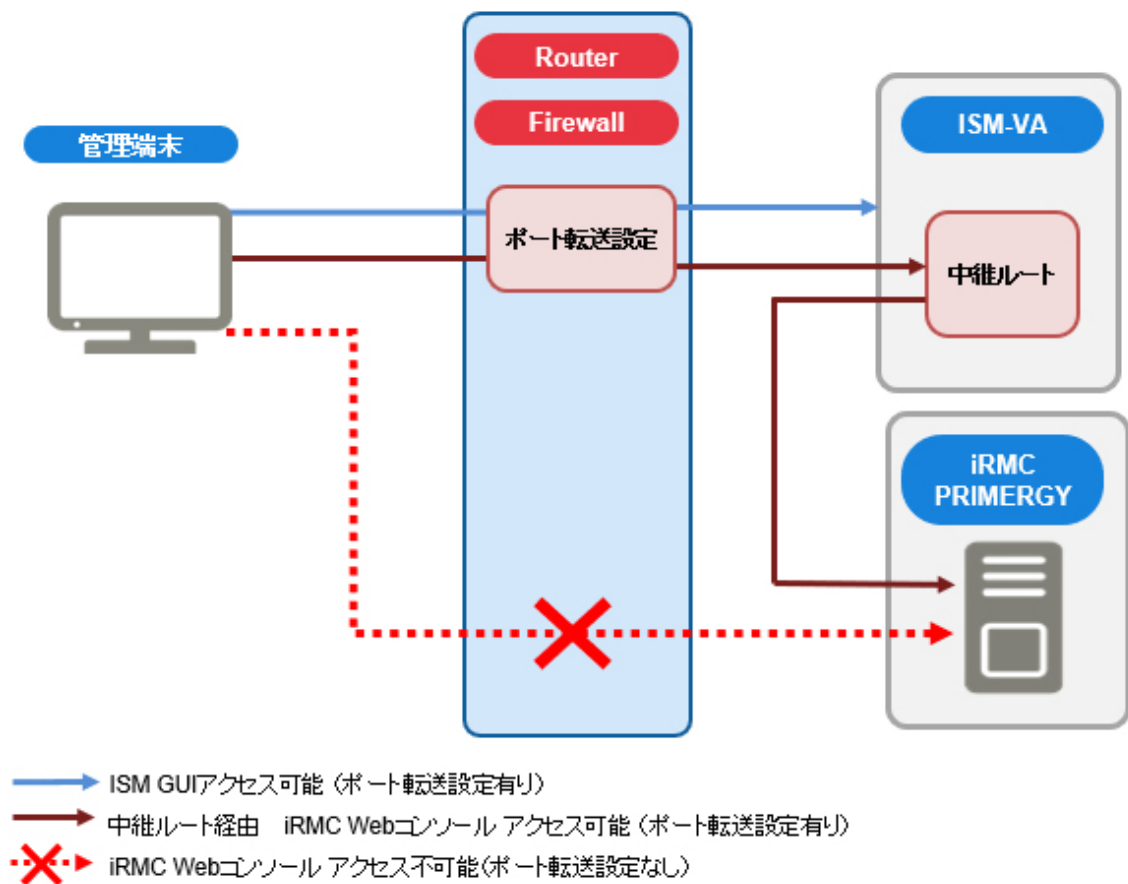 Router
Firewall
管理端末
ISM-VA
ポート転送設定
中継ルート
iRMC
PRIMERGY
ISM GUIアクセス可能 (ポート転送設定有り)
中継ルート経由　iRMC Webコンソール アクセス可能 (ポート転送設定有り)
iRMC Webコンソール アクセス不可能(ポート転送設定なし)